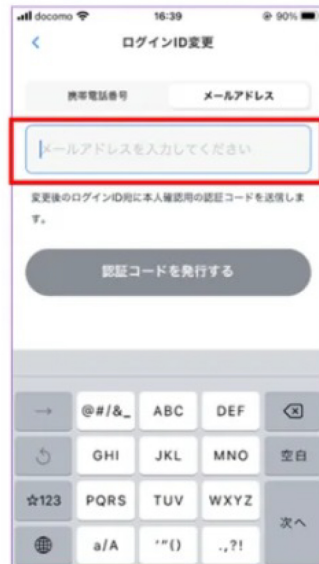 docomo 16:39 90%
ログインID変更
携帯電話番号 メールアドレス
メールアドレスを入力してください
変更後のログインID宛に本人確認用の認証コードを送信しま
す。
認証コードを発行する
→ @#/&_ ABC DEF
GHI JKL MNO 空白
☆123 PQRS TUV WXYZ
次へ
a/A '"() .,?!